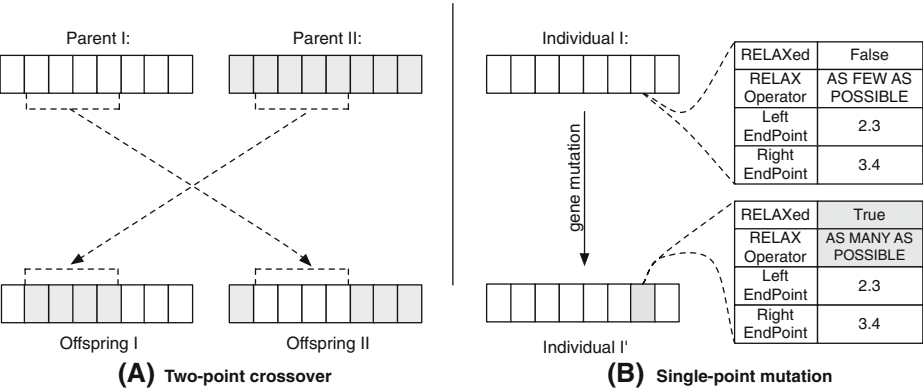 Parent I:
Parent II:
Offspring I
Offspring II
(A) Two-point crossover
Individual I:
gene mutation
Individual I'
RELAXed
False
RELAX
Operator
AS FEW AS
POSSIBLE
Left
EndPoint
2.3
Right
EndPoint
3.4
RELAXed
True
RELAX
Operator
AS MANY AS
POSSIBLE
Left
EndPoint
2.3
Right
EndPoint
3.4
(B) Single-point mutation